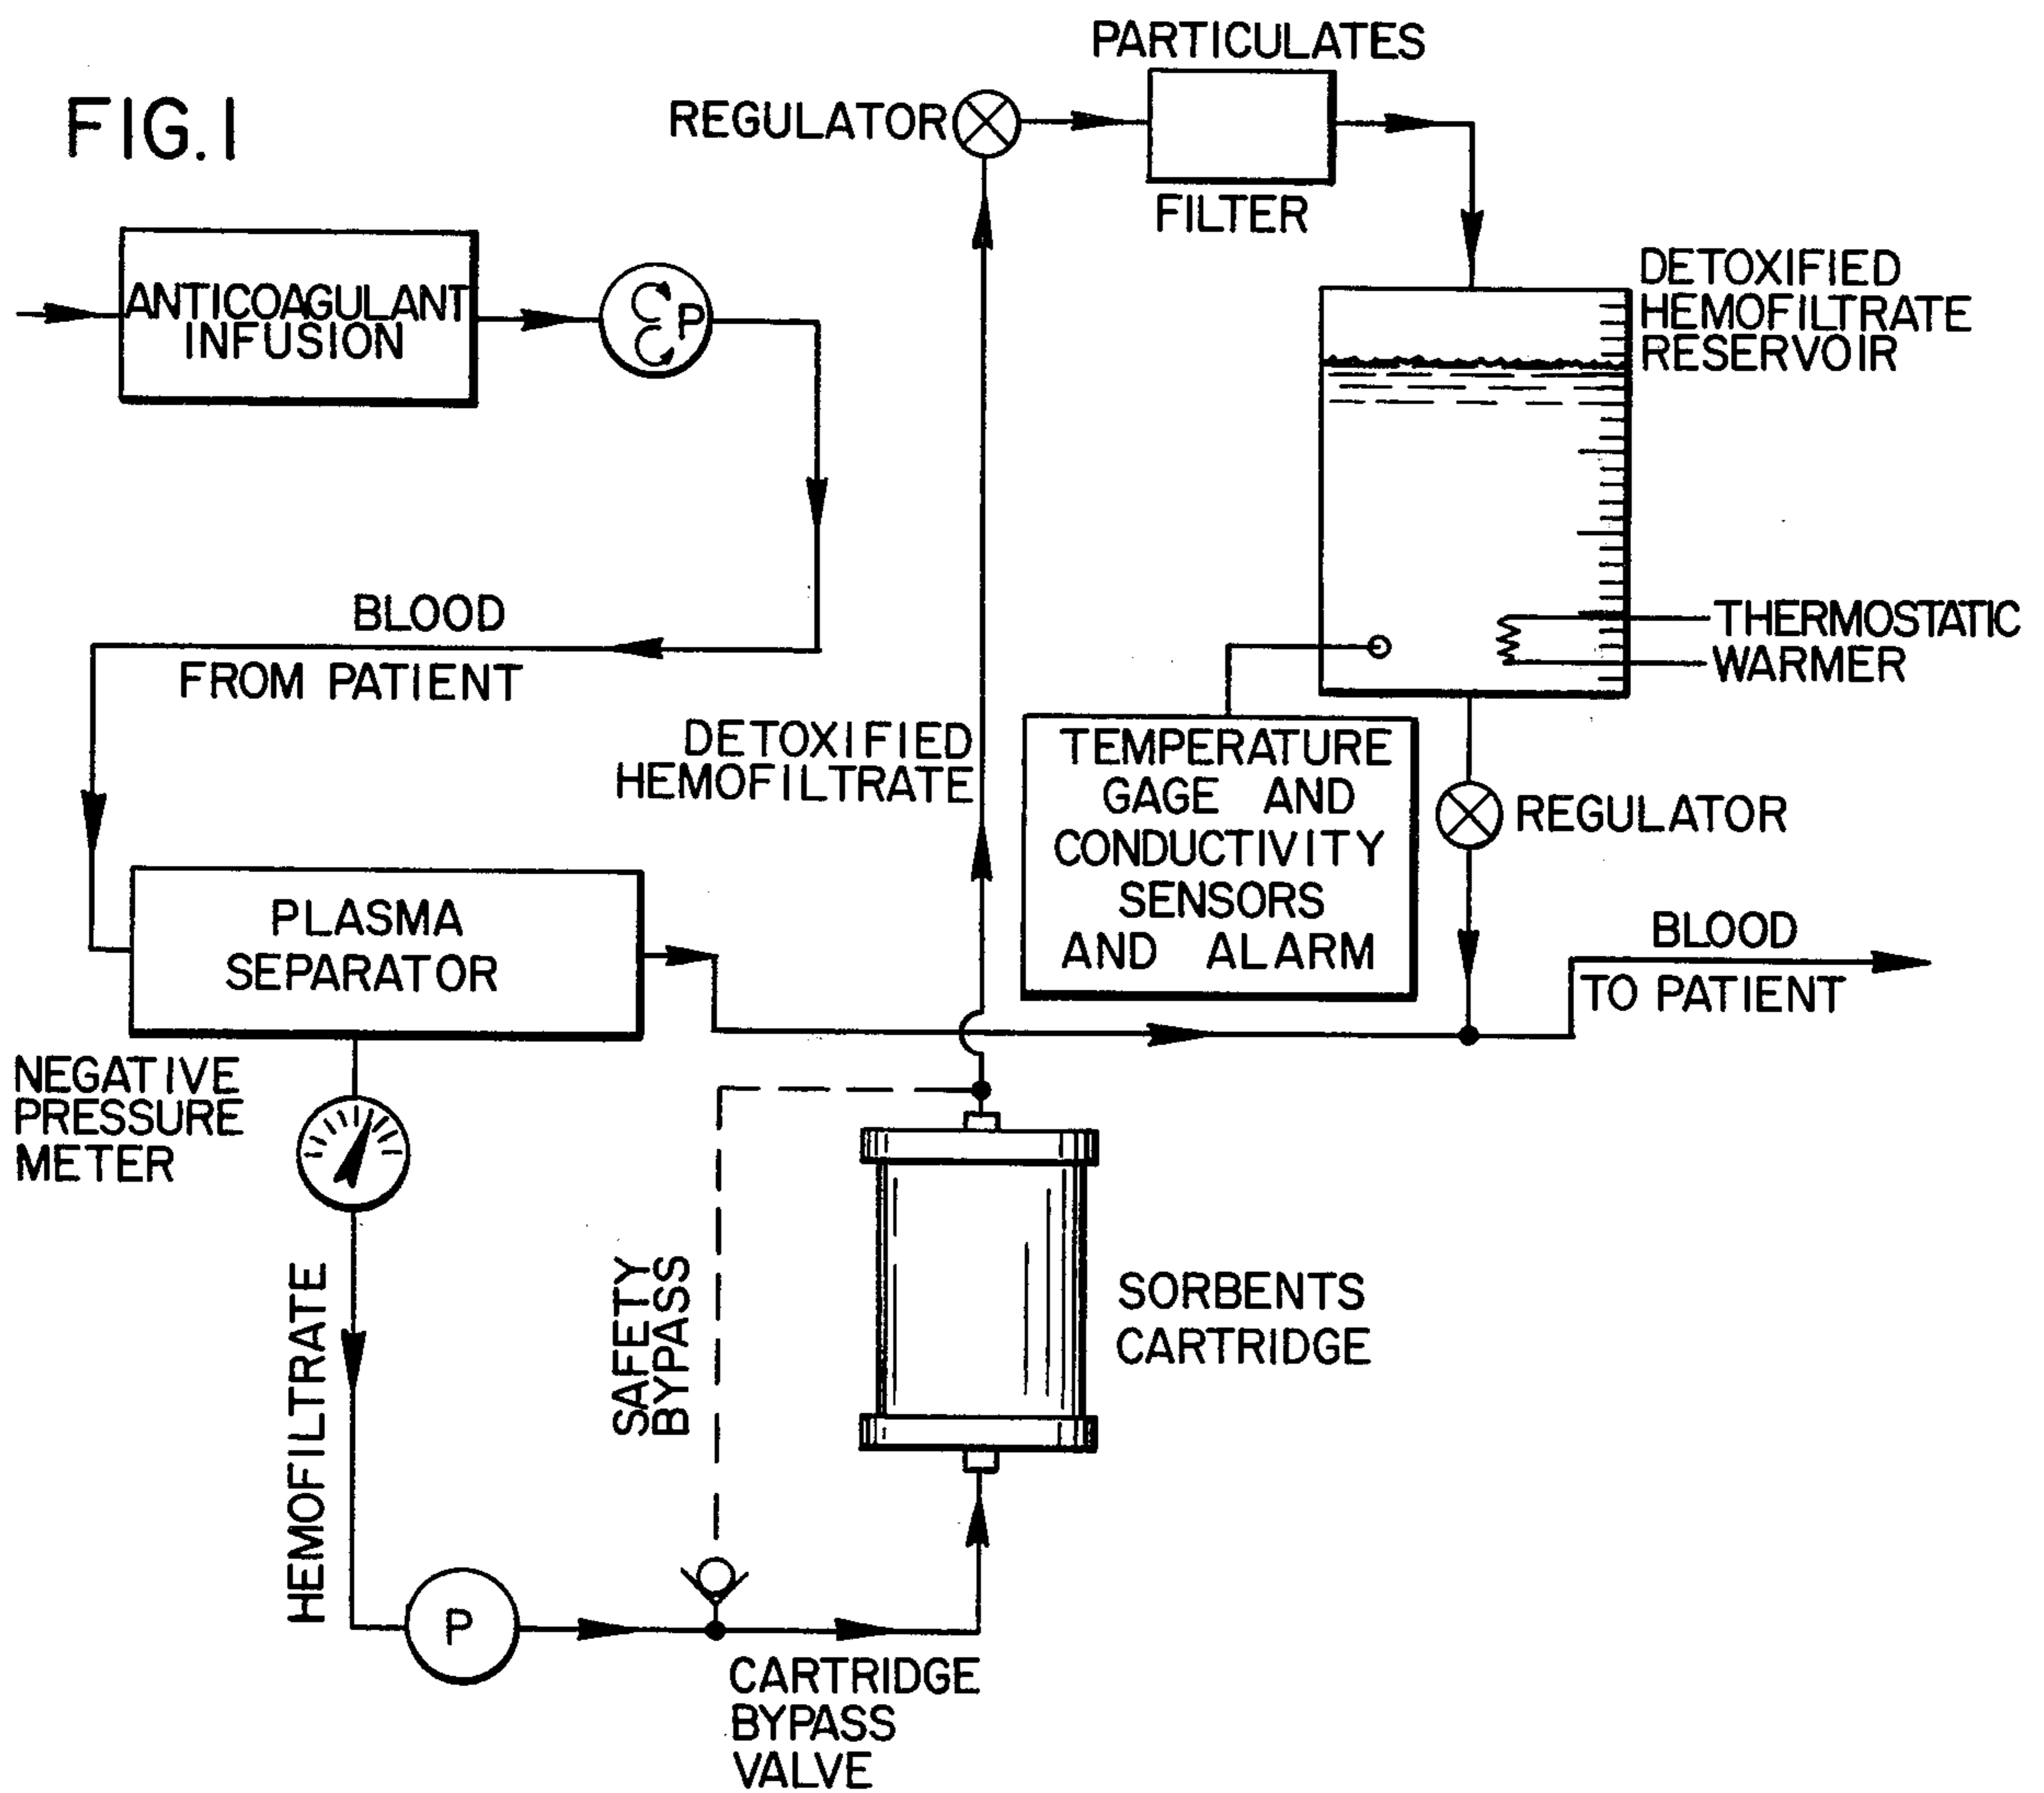 FIG. 1
PARTICULATES
FILTER
REGULATOR
ANTICOAGULANT
INFUSION
P
DETOXIFIED
HEMOFILTRATE
RESERVOIR
BLOOD
FROM PATIENT
THERMOSTATIC
WARMER
DETOXIFIED
HEMOFILTRATE
TEMPERATURE
GAGE AND
CONDUCTIVITY
SENSORS
AND ALARM
REGULATOR
PLASMA
SEPARATOR
BLOOD
TO PATIENT
NEGATIVE
PRESSURE
METER
HEMOFILTRATE
SAFETY
BYPASS
SORBENTS
CARTRIDGE
P
CARTRIDGE
BYPASS
VALVE